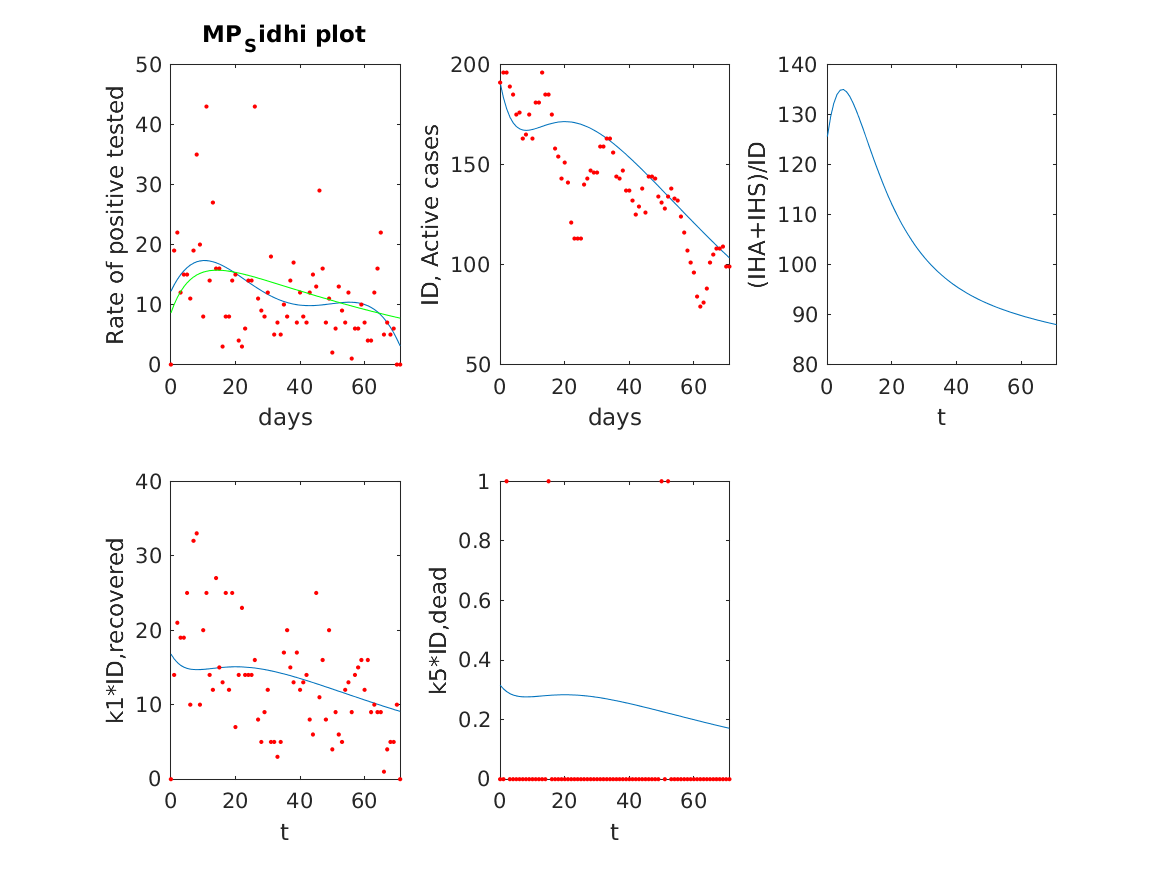 MP_Sidhi plot
Rate of positive tested
50
40
30
20
10
0
0 20 40 60
days
ID, Active cases
200
150
100
50
0 20 40 60
days
(IHA+IHS)/ID
140
130
120
110
100
90
80
0 20 40 60
t
k1*ID,recovered
40
30
20
10
0
0 20 40 60
t
k5*ID,dead
1
0.8
0.6
0.4
0.2
0
0 20 40 60
t